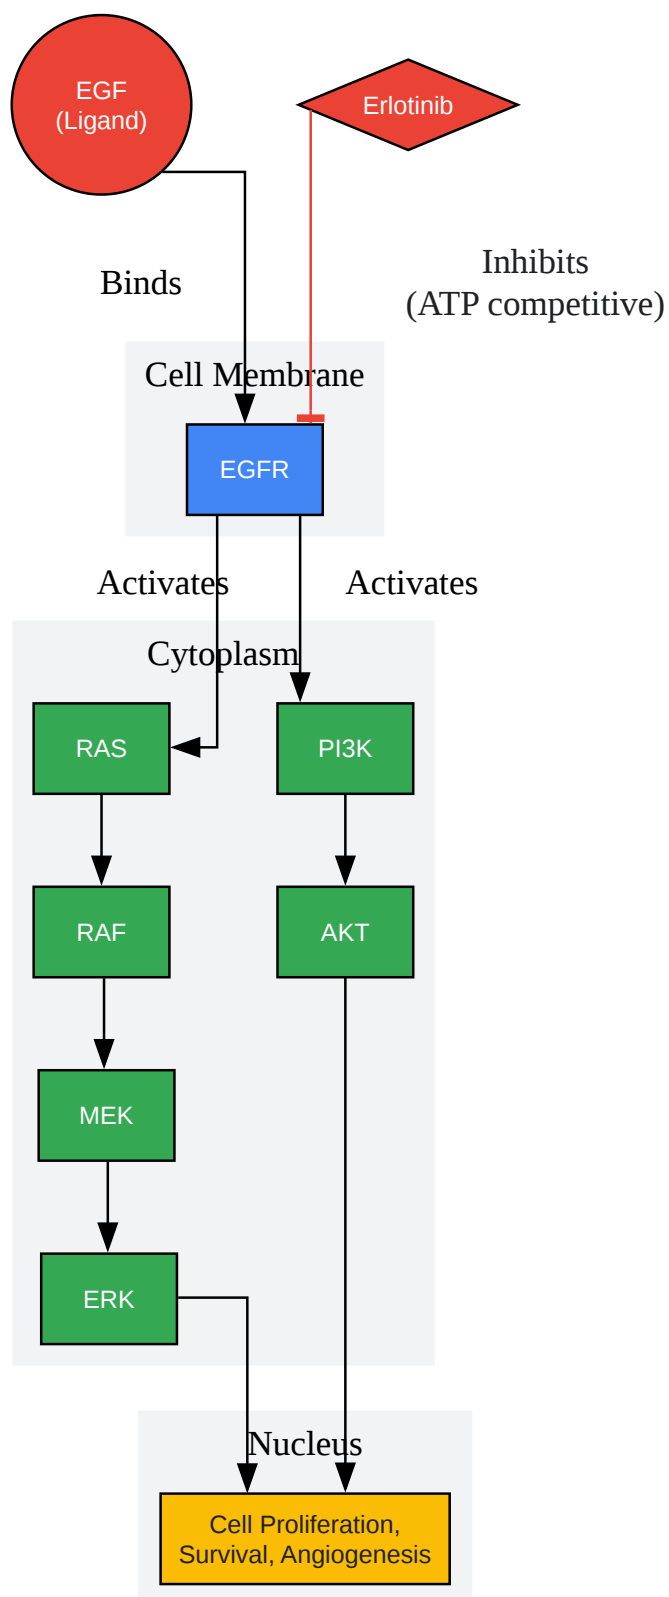 EGF
(Ligand)
Erlotinib
Binds
Inhibits
(ATP competitive)
Cell Membrane
EGFR
Activates
Activates
Cytoplasm
RAS
PI3K
RAF
AKT
MEK
ERK
Nucleus
Cell Proliferation,
Survival, Angiogenesis